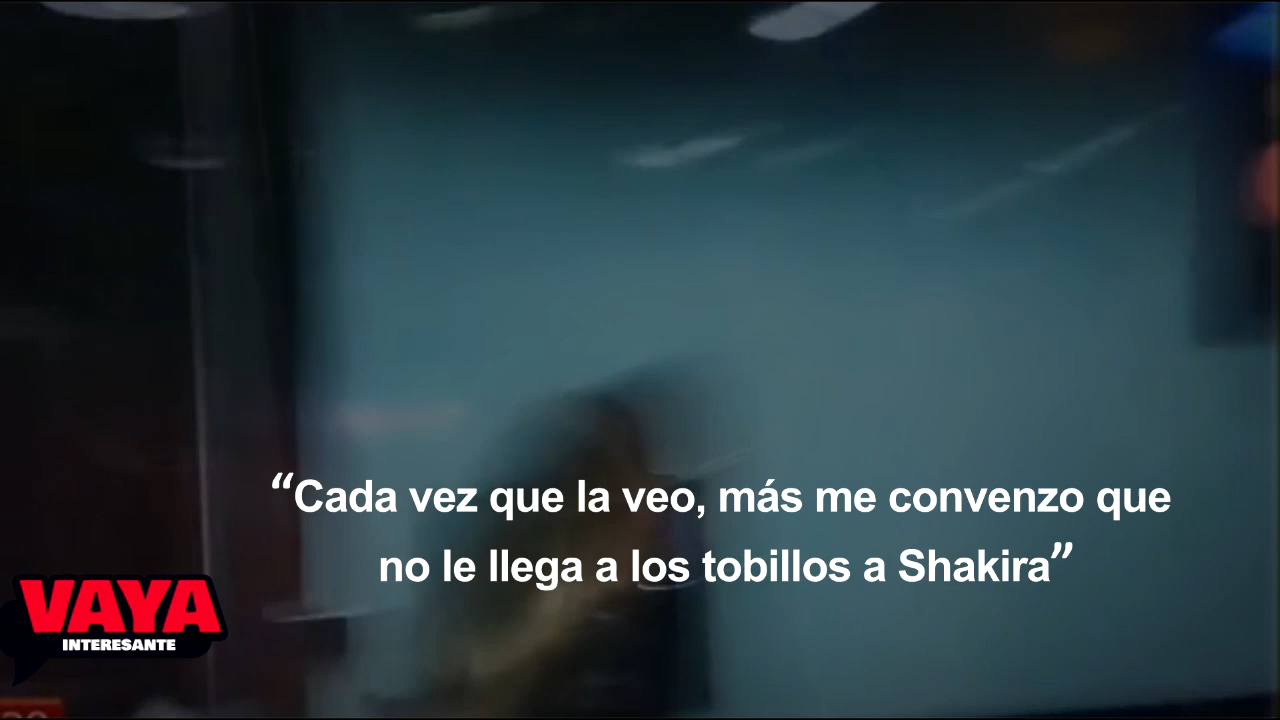 “Cada vez que la veo, más me convenzo que
no le llega a los tobillos a Shakira”
VAYA
INTERESANTE